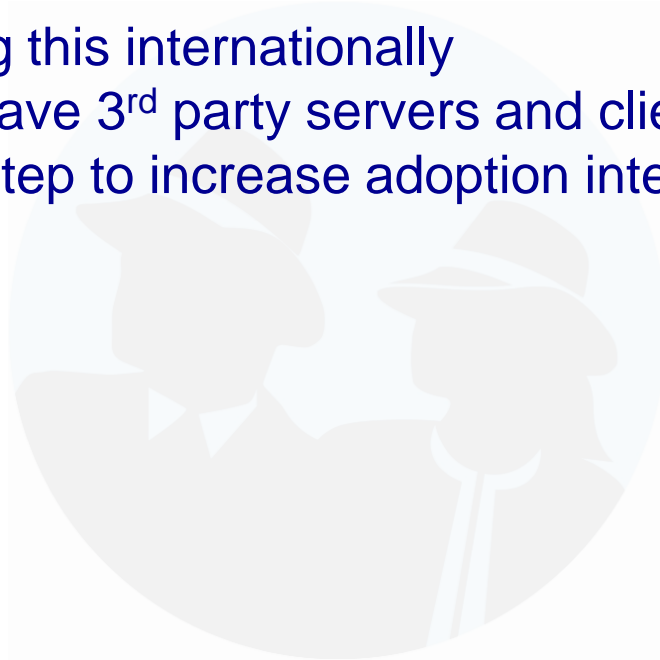 g this internationally
ave 3rd party servers and clie
tep to increase adoption inte